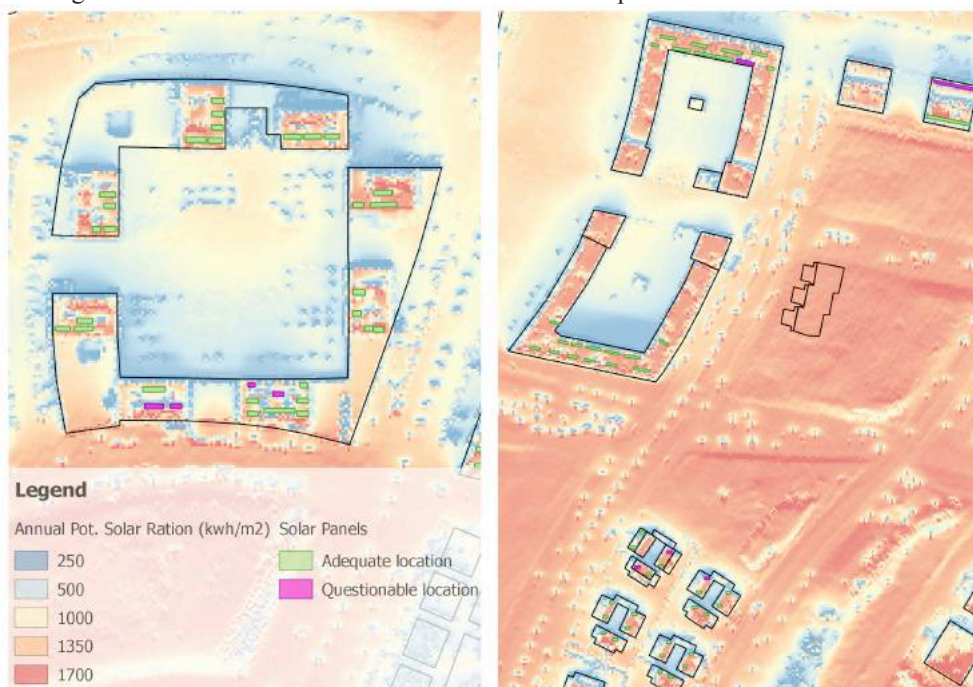 Legend
Annual Pot. Solar Ration (kwh/m2) Solar Panels
250 Adequate location
500 Questionable location
1000
1350
1700